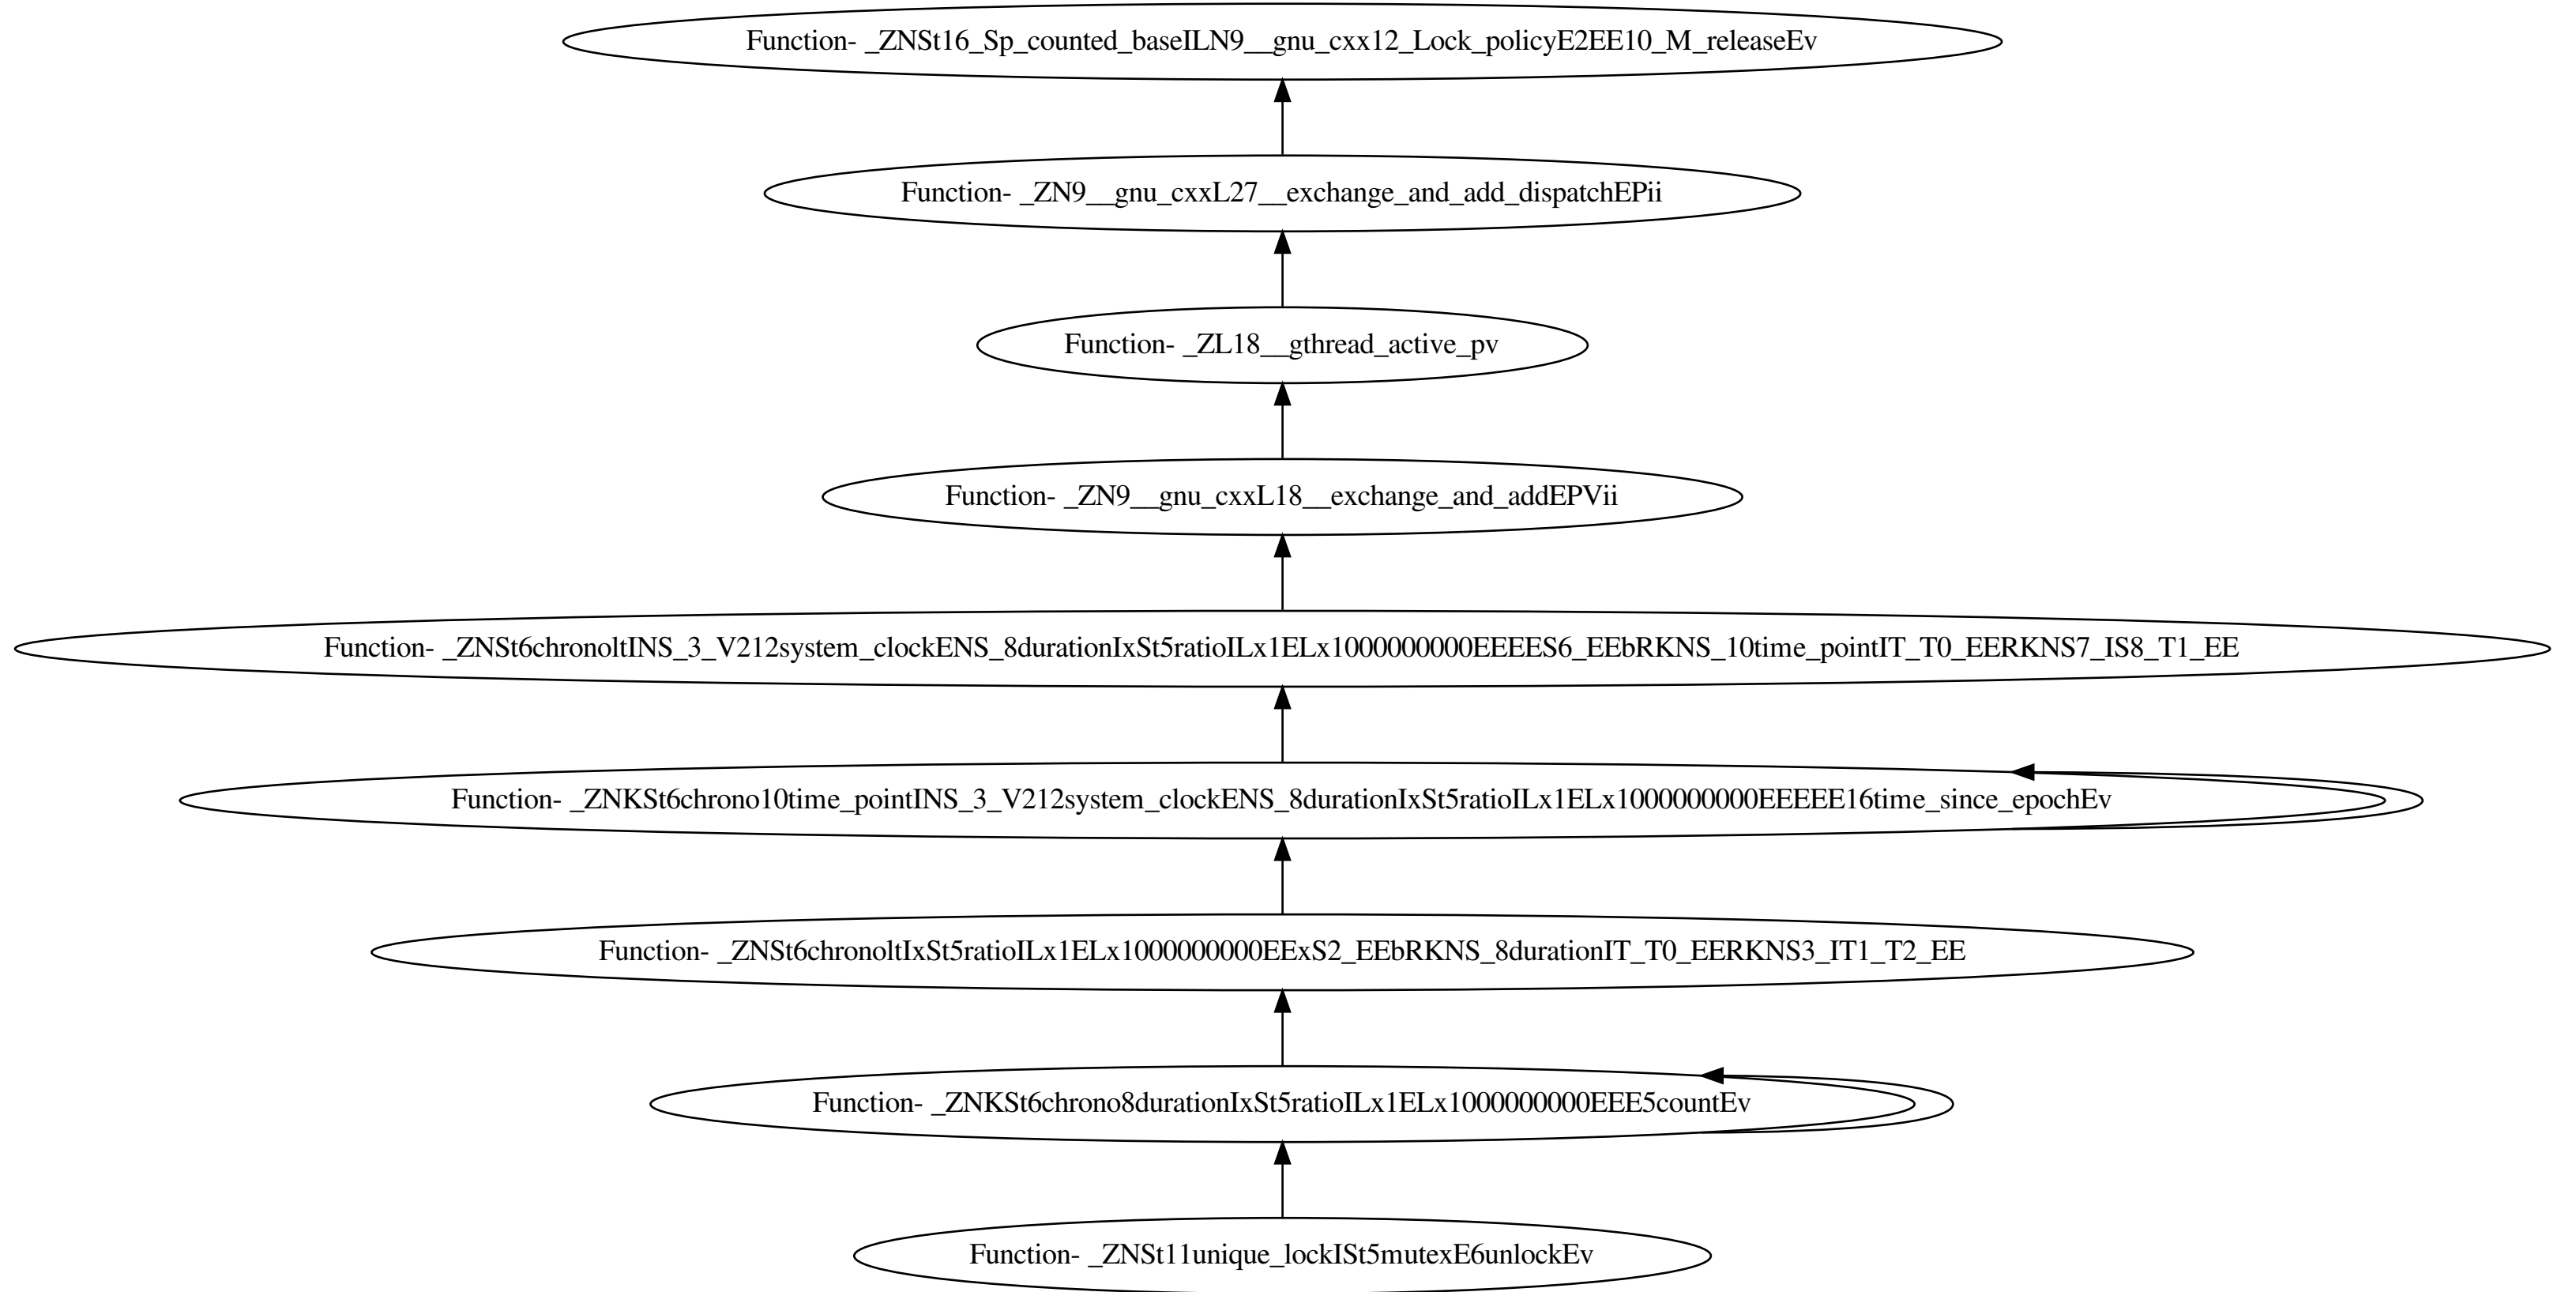 Function- _ZNSt16_Sp_counted_baseILN9__gnu_cxx12_Lock_policyE2EE10_M_releaseEv
Function- _ZN9__gnu_cxxL27__exchange_and_add_dispatchEPii
Function- _ZL18__gthread_active_pv
Function- _ZN9__gnu_cxxL18__exchange_and_addEPVii
Function- _ZNSt6chronoltINS_3_V212system_clockENS_8durationIxSt5ratioILx1ELx1000000000EEEES6_EEbRKNS_10time_pointIT_T0_EERKNS7_IS8_T1_EE
Function- _ZNKSt6chrono10time_pointINS_3_V212system_clockENS_8durationIxSt5ratioILx1ELx1000000000EEEEE16time_since_epochEv
Function- _ZNSt6chronoltIxSt5ratioILx1ELx1000000000EExS2_EEbRKNS_8durationIT_T0_EERKNS3_IT1_T2_EE
Function- _ZNKSt6chrono8durationIxSt5ratioILx1ELx1000000000EEE5countEv
Function- _ZNSt11unique_lockISt5mutexE6unlockEv